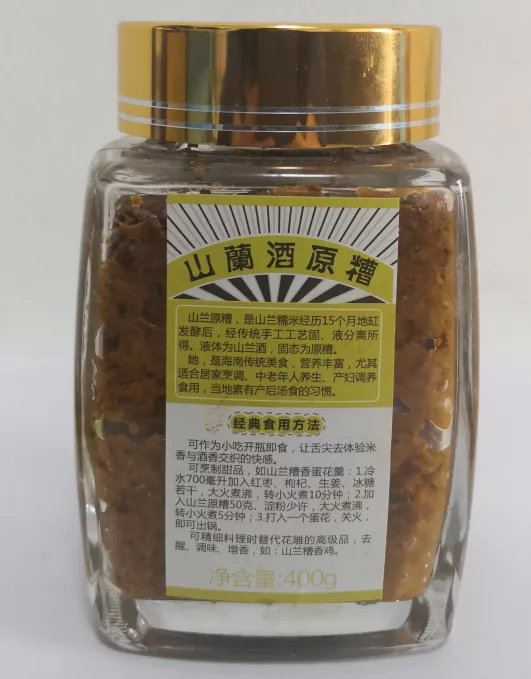 山蘭酒原糟
山兰原糟，是山兰糯米经历15个月地缸
发酵后，经传统手工工艺固、液分离所
得。液体为山兰酒，固态为原糟。
她，是海南传统美食，营养丰富，尤其
适合居家烹调、中老年人养生、产妇调养
食用，当地素有产后汤食的习惯。
经典食用方法
可作为小吃开瓶即食，让舌尖去体验米
香与酒香交织的快感。
可烹制甜品，如山兰糟香蛋花羹：1.冷
水700毫升加入红枣、枸杞、生姜、冰糖
若干，大火煮沸，转小火煮10分钟；2.加
入山兰原糟50克、淀粉少许，大火煮沸，
转小火煮5分钟；3.打入一个蛋花，关火，
即可出锅。
可精细料理时替代花雕的高级品，去
腥、调味、增香，如：山兰糟香鸡。
净含量:400g